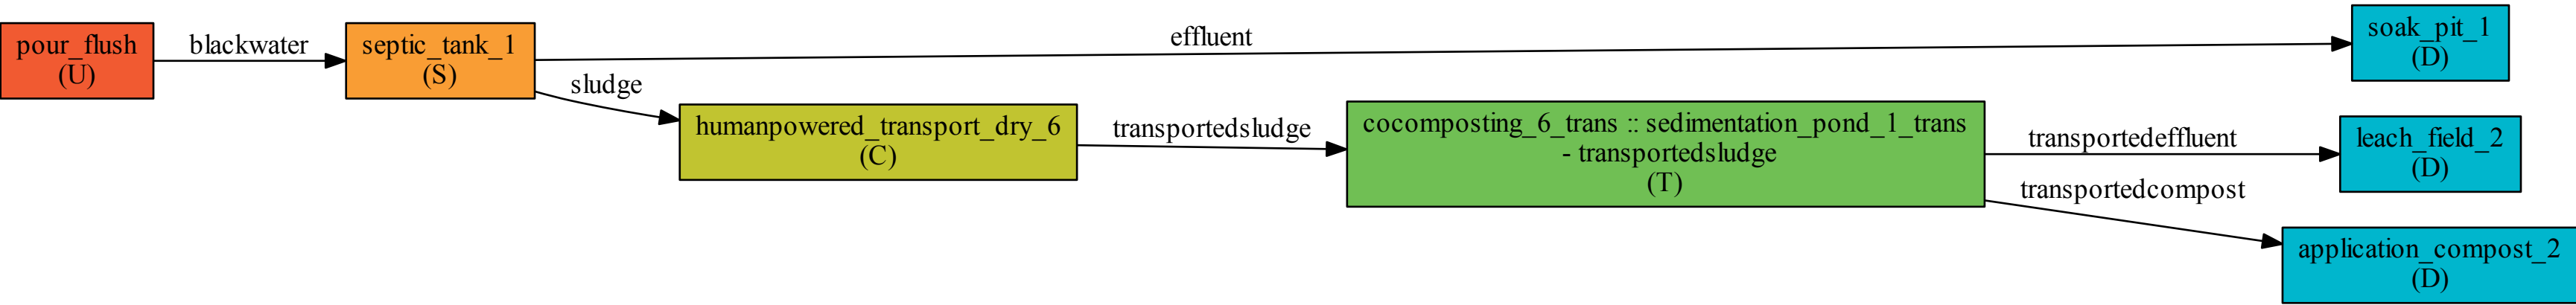 pour_flush
(U)
blackwater
septic_tank_1
(S)
effluent
soak_pit_1
(D)
sludge
humanpowered_transport_dry_6
(C)
transportedsludge
cocomposting_6_trans :: sedimentation_pond_1_trans
- transportedsludge
(T)
transportedeffluent
leach_field_2
(D)
transportedcompost
application_compost_2
(D)